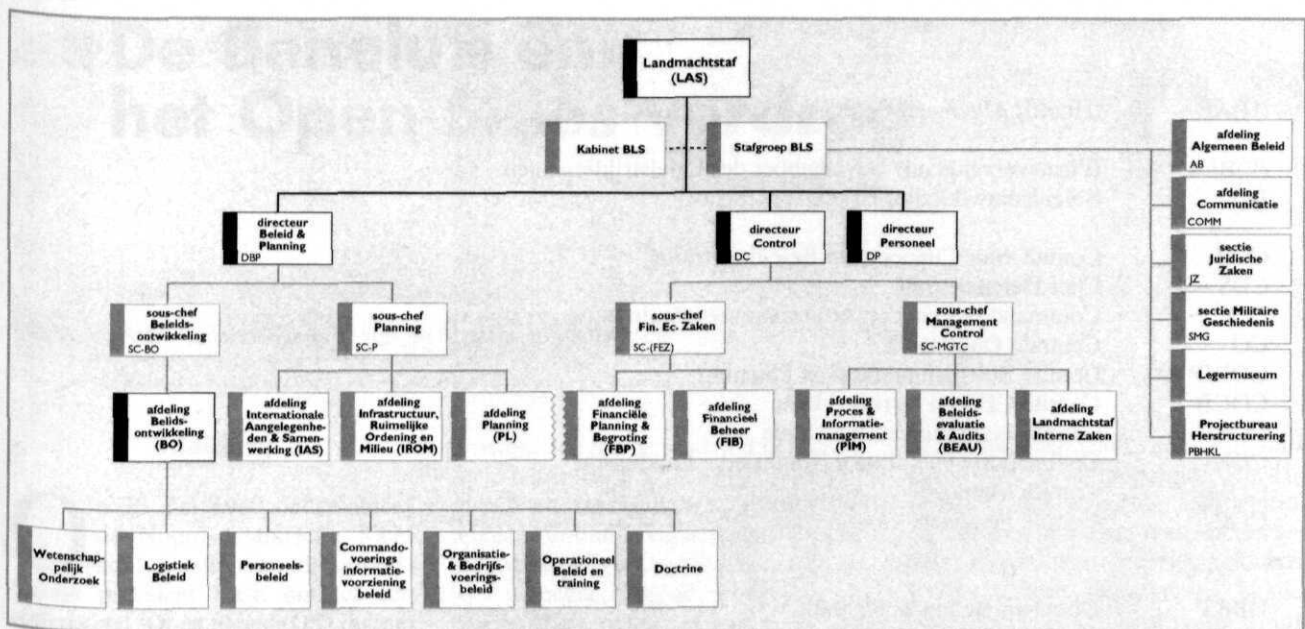 Landmachtstaf
(LAS)
Kabinet BLS
Stafgroep BLS
afdeling
Algemeen Beleid
AB
afdeling
Communicatie
COMM
sectie
Juridische
Zaken
JZ
sectie Militaire
Geschiedenis
SMG
Legermuseum
Projectbureau
Herstructurering
PBHKL
directeur
Beleid &
Planning
DBP
directeur
Control
DC
directeur
Personeel
DP
sous-chef
Beleids-
ontwikkeling
SC-BO
sous-chef
Planning
SC-P
sous-chef
Fin. Ec. Zaken
SC-(FEZ)
sous-chef
Management
Control
SC-MGTC
afdeling
Belids-
ontwikkeling
(BO)
afdeling
Internationale
Aangelegenhe-
den & Samen-
werking (IAS)
afdeling
Infrastructuur,
Ruimelijke
Ordening en
Milieu (IROM)
afdeling
Planning
(PL)
afdeling
Financiële
Planning &
Begroting
(FBP)
afdeling
Financieel
Beheer
(FIB)
afdeling
Proces &
Informatie-
management
(PIM)
afdeling
Beleids-
evaluatie
& Audits
(BEAU)
afdeling
Landmachtstaf
Interne Zaken
Wetenschap-
pelijk
Onderzoek
Logistiek
Beleid
Personeels-
beleid
Commando-
voerings
informatie-
voorziening
beleid
Organisatie-
& Bedrijfs-
voerings-
beleid
Operationeel
Beleid en
training
Doctrine